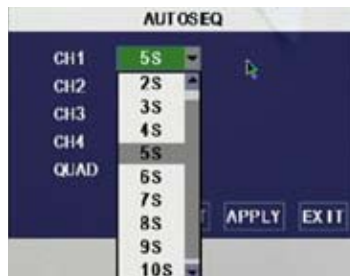 AUTOSEQ
CH1 5S
CH2 2S
CH3 3S
CH4 4S
5S
QUAD 6S
7S
8S APPLY EXIT
9S
10S